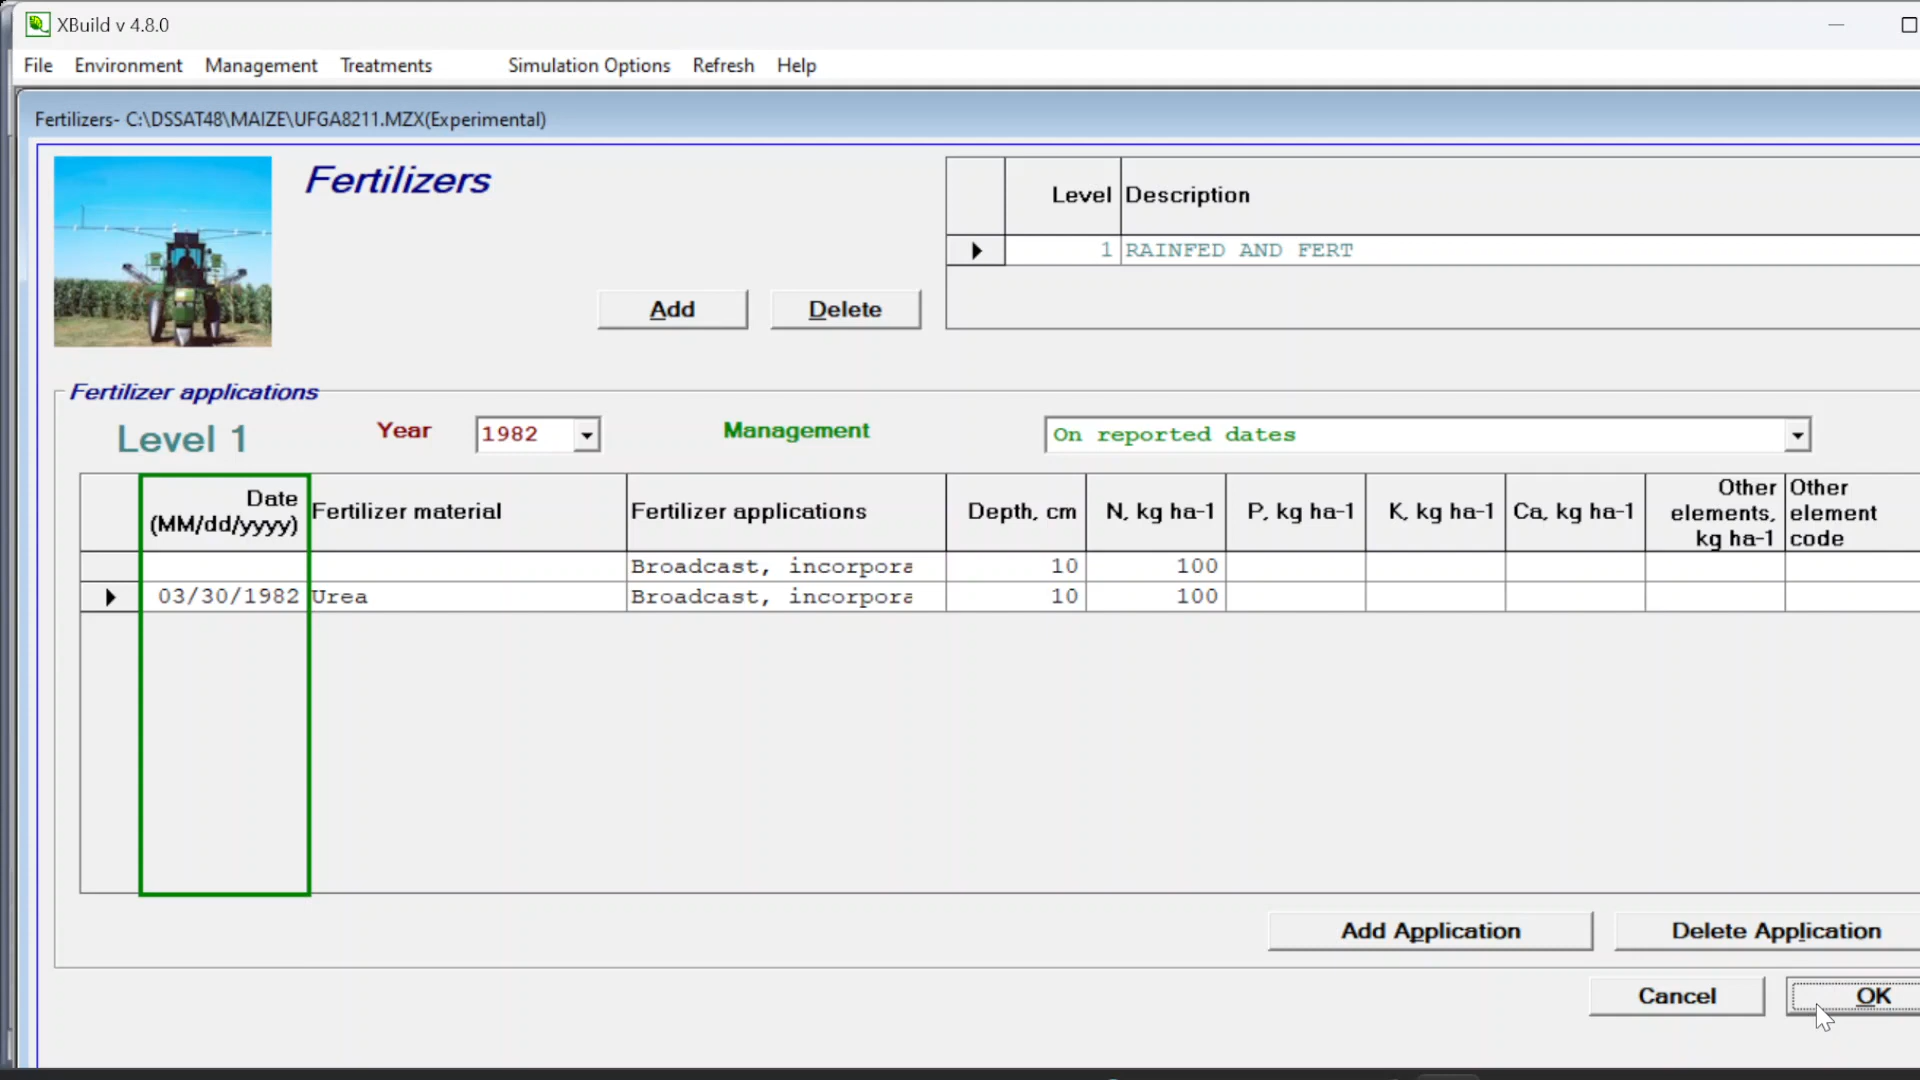 XBuild v 4.8.0
File Environment Management Treatments Simulation Options Refresh Help
Fertilizers- C:\DSSAT48\MAIZE\UFGA8211.MZX(Experimental)
Fertilizers
Level Description
1 RAINFED AND FERT
Add Delete
Fertilizer applications
Level 1 Year 1982 Management On reported dates
Date (MM/dd/yyyy) Fertilizer material Fertilizer applications Depth, cm N, kg ha-1 P, kg ha-1 K, kg ha-1 Ca, kg ha-1 Other elements, kg ha-1 Other element code
Broadcast, incorpora 10 100
03/30/1982 Urea Broadcast, incorpora 10 100
Add Application Delete Application
Cancel OK